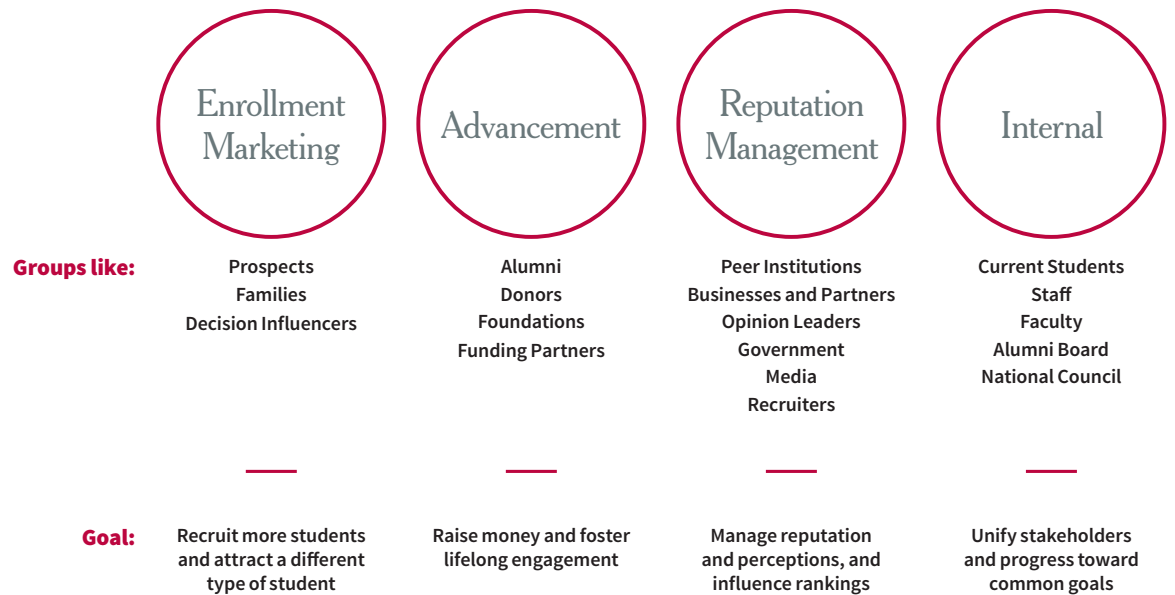 Enrollment
Marketing
Advancement
Reputation
Management
Internal
Groups like:
Prospects
Families
Decision Influencers
Alumni
Donors
Foundations
Funding Partners
Peer Institutions
Businesses and Partners
Opinion Leaders
Government
Media
Recruiters
Current Students
Staff
Faculty
Alumni Board
National Council
Goal:
Recruit more students
and attract a different
type of student
Raise money and foster
lifelong engagement
Manage reputation
and perceptions, and
influence rankings
Unify stakeholders
and progress toward
common goals